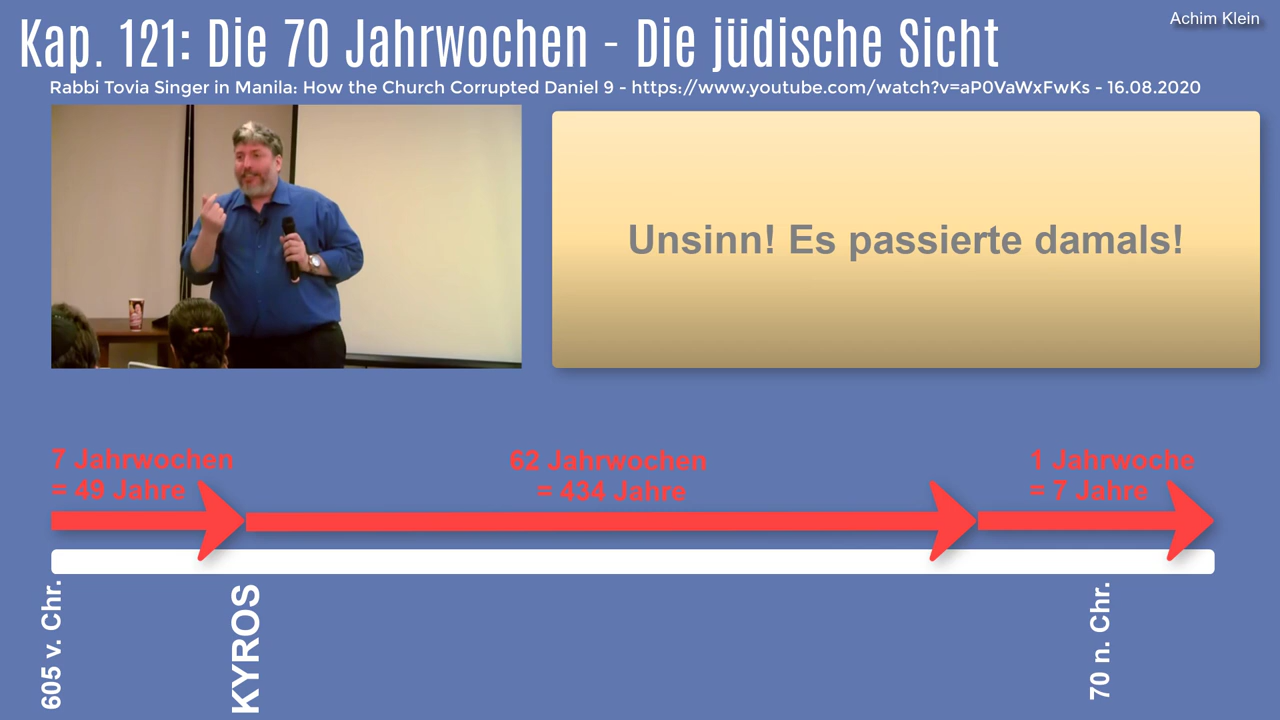 Achim Klein
Kap. 121: Die 70 Jahrwochen - Die jüdische Sicht
Rabbi Tovia Singer in Manila: How the Church Corrupted Daniel 9 - https://www.youtube.com/watch?v=aP0VaWxFwKs - 16.08.2020
Unsinn! Es passierte damals!
7 Jahrwochen
= 49 Jahre
62 Jahrwochen
= 434 Jahre
1 Jahrwoche
= 7 Jahre
605 v. Chr.
KYROS
70 n. Chr.